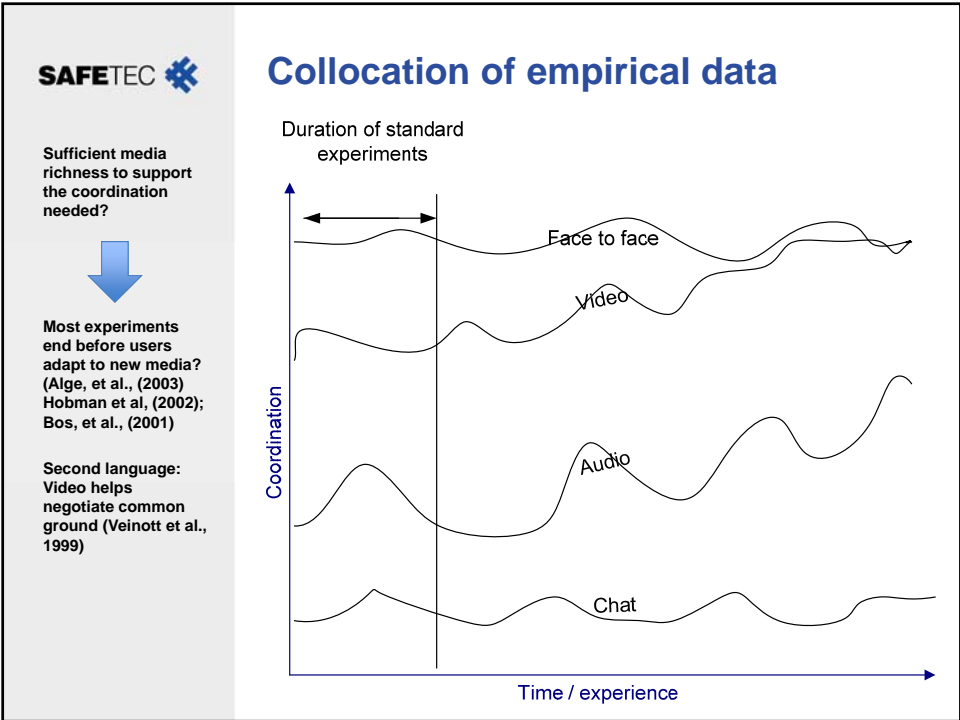 SAFETEC
Sufficient media
richness to support
the coordination
needed?
Most experiments
end before users
adapt to new media?
(Alge, et al., (2003)
Hobman et al, (2002);
Bos, et al., (2001)
Second language:
Video helps
negotiate common
ground (Veinott et al.,
1999)
Collocation of empirical data
Duration of standard
experiments
Face to face
Video
Audio
Chat
Coordination
Time / experience